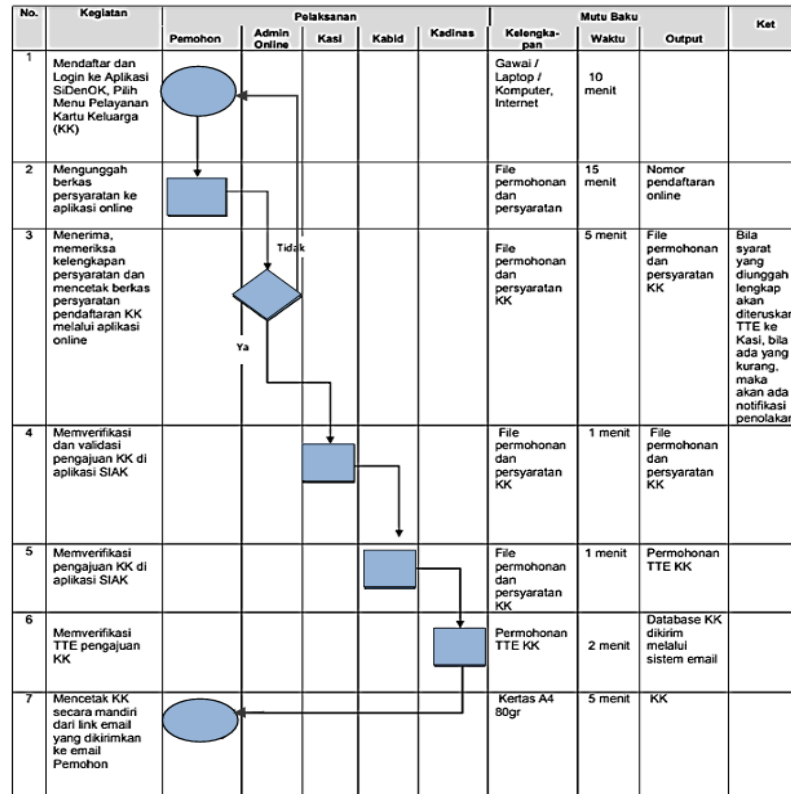 No.
Kegiatan
Pelaksanan
Mutu Baku
Ket
Pemohon
Admin
Online
Kasi
Kabid
Kadinas
Kelengka-
pan
Waktu
Output
1
Mendaftar dan
Login ke Aplikasi
SiDenOK, Pilih
Menu Pelayanan
Kartu Keluarga
(KK)
Gawai /
Laptop /
Komputer,
Internet
10
menit
2
Mengunggah
berkas
persyaratan ke
aplikasi online
File
permohonan
dan
persyaratan
15
menit
Nomor
pendaftaran
online
3
Menerima,
memeriksa
kelengkapan
persyaratan dan
mencetak berkas
persyaratan
pendaftaran KK
melalui aplikasi
online
Tidak
Ya
File
permohonan
dan
persyaratan
KK
5 menit
File
permohonan
dan
persyaratan
KK
Bila
syarat
yang
diunggah
lengkap
akan
diteruskan
TTE ke
Kasi, bila
ada yang
kurang,
maka
akan ada
notifikasi
penolakan
4
Memverifikasi
dan validasi
pengajuan KK di
aplikasi SIAK
File
permohonan
dan
persyaratan
KK
1 menit
File
permohonan
dan
persyaratan
KK
5
Memverifikasi
pengajuan KK di
aplikasi SIAK
File
permohonan
dan
persyaratan
KK
1 menit
Permohonan
TTE KK
6
Memverifikasi
TTE pengajuan
KK
Permohonan
TTE KK
2 menit
Database KK
dikirim
melalui
sistem email
7
Mencetak KK
secara mandiri
dari link email
yang dikirimkan
ke email
Pemohon
Kertas A4
80gr
5 menit
KK